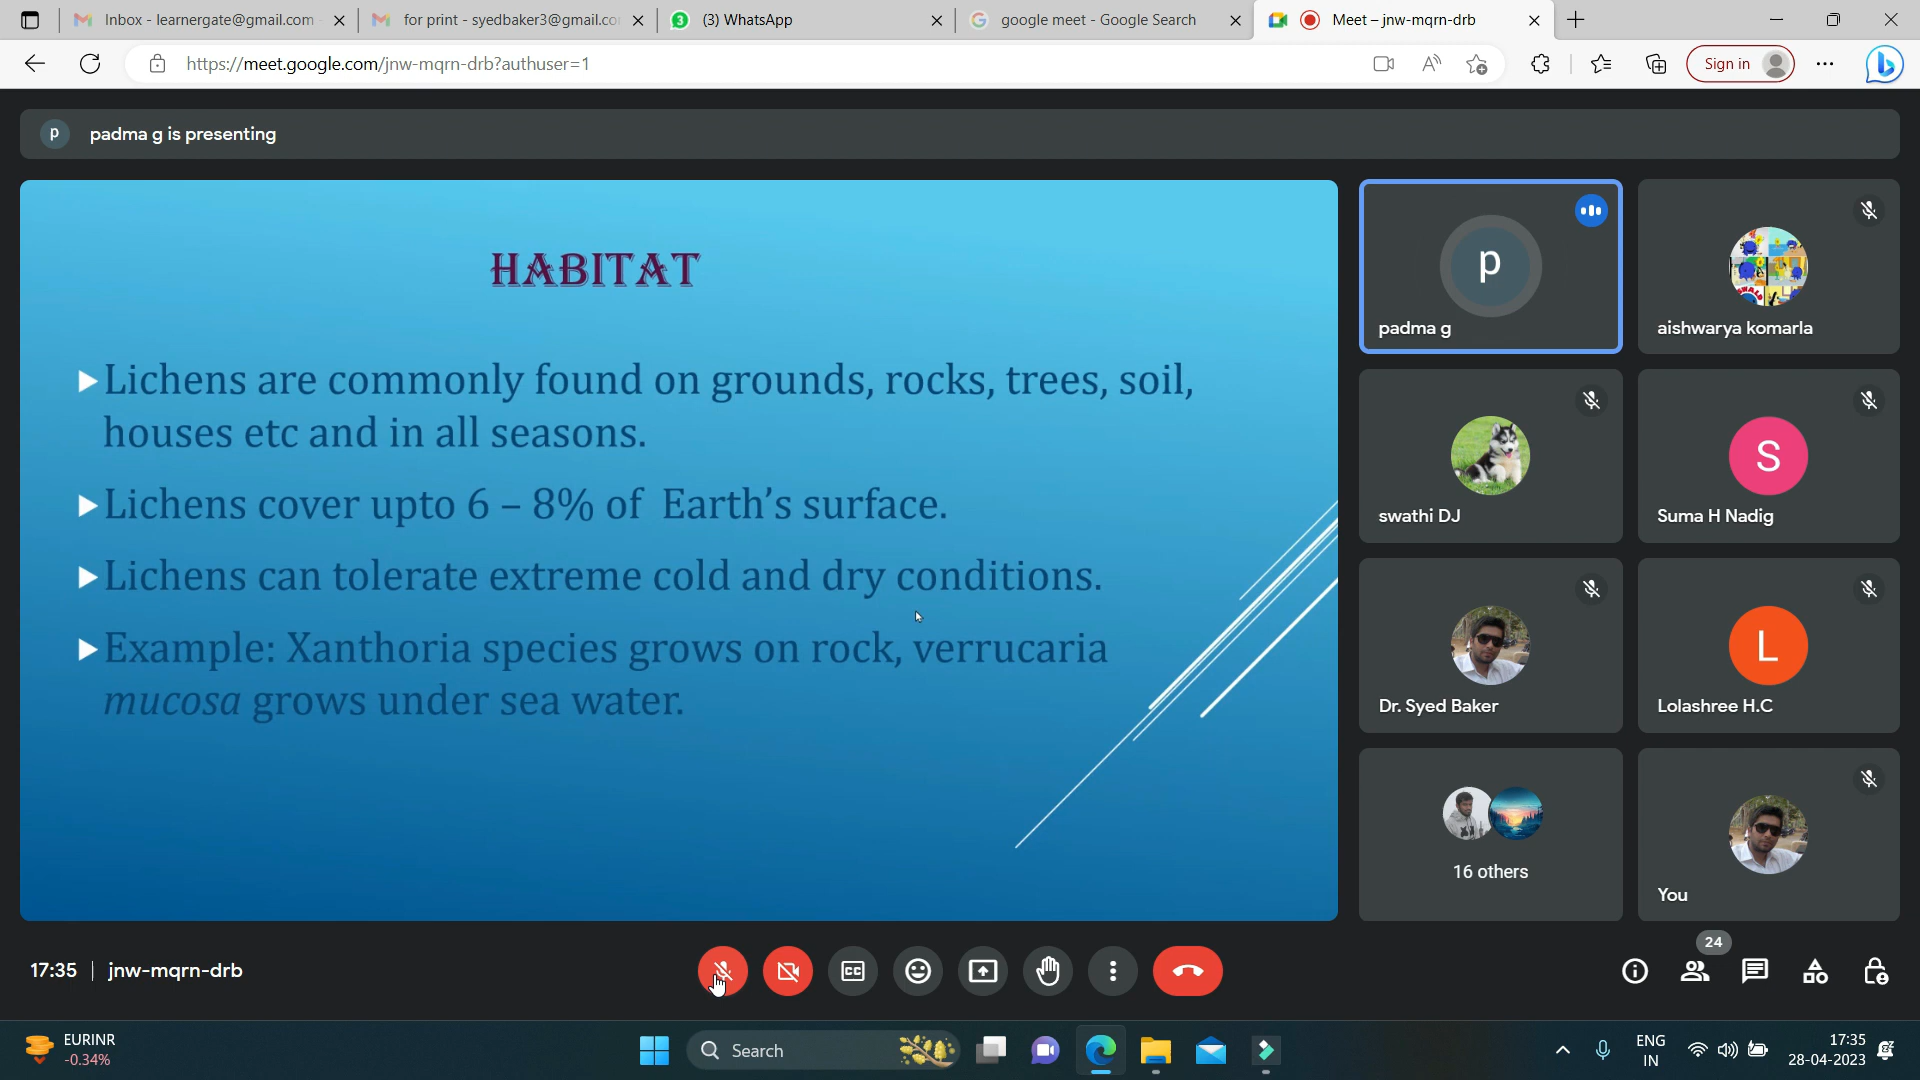 Inbox - learnergate@gmail.com
for print - syedbaker3@gmail.co
3
(3) WhatsApp
google meet - Google Search
Meet – jnw-mqrn-drb
https://meet.google.com/jnw-mqrn-drb?authuser=1
Sign in
p
padma g is presenting
HABITAT
Lichens are commonly found on grounds, rocks, trees, soil,
houses etc and in all seasons.
Lichens cover upto 6 – 8% of Earth's surface.
Lichens can tolerate extreme cold and dry conditions.
Example: Xanthoria species grows on rock, verrucaria
mucosa grows under sea water.
p
padma g
aishwarya komarla
swathi DJ
S
Suma H Nadig
Dr. Syed Baker
L
Lolashree H.C
16 others
You
17:35
jnw-mqrn-drb
24
EURINR
-0.34%
Search
ENG
IN
17:35
28-04-2023